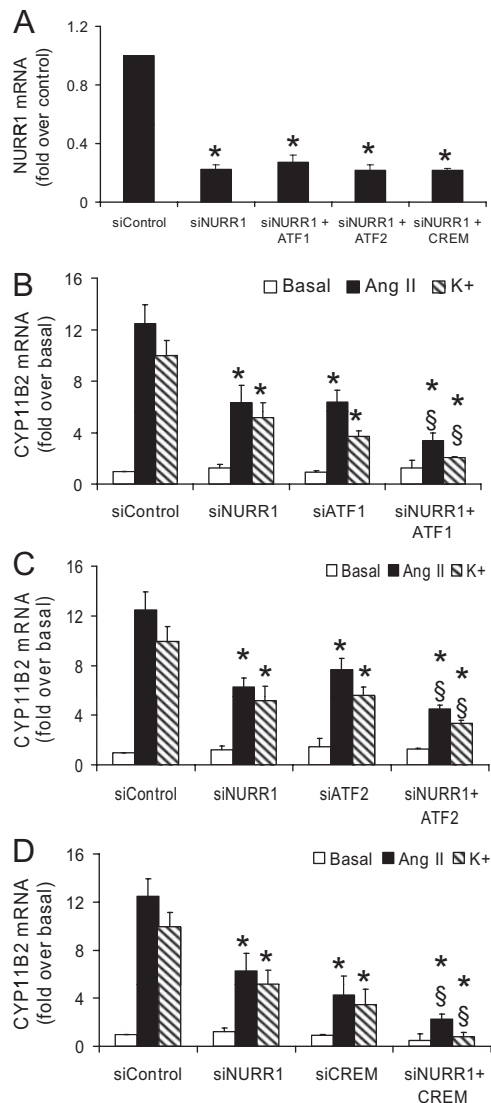 A
NURR1 mRNA
(fold over control)
1.2
0.8
0.4
0
* * * *
siControl siNURR1 siNURR1 + siNURR1 + siNURR1 +
ATF1 ATF2 CREM
B
Basal Ang II K+
CYP11B2 mRNA
(fold over basal)
16
12
8
4
0
* * * * * *
§ §
siControl siNURR1 siATF1 siNURR1+
ATF1
C
Basal Ang II K+
CYP11B2 mRNA
(fold over basal)
16
12
8
4
0
* * * * * *
§ §
siControl siNURR1 siATF2 siNURR1+
ATF2
D
Basal Ang II K+
CYP11B2 mRNA
(fold over basal)
16
12
8
4
0
* * * * * *
§ §
siControl siNURR1 siCREM siNURR1+
CREM